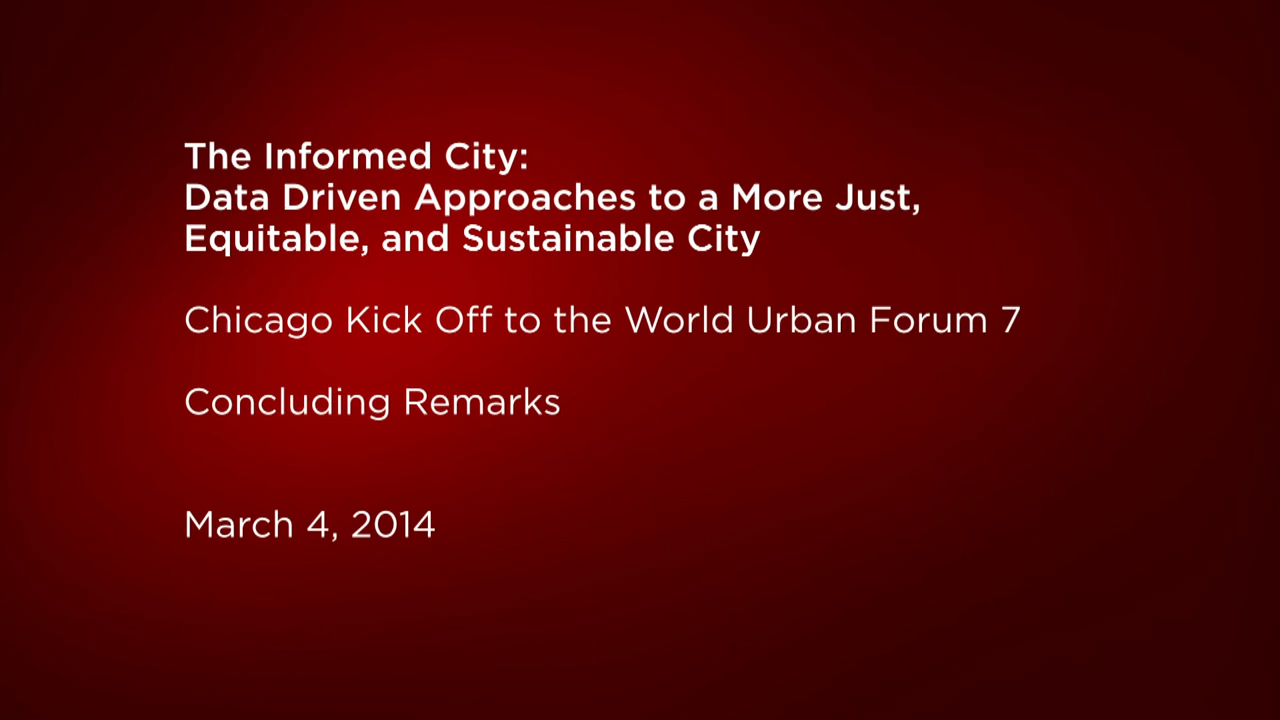 The Informed City:
Data Driven Approaches to a More Just,
Equitable, and Sustainable City
Chicago Kick Off to the World Urban Forum 7
Concluding Remarks
March 4, 2014